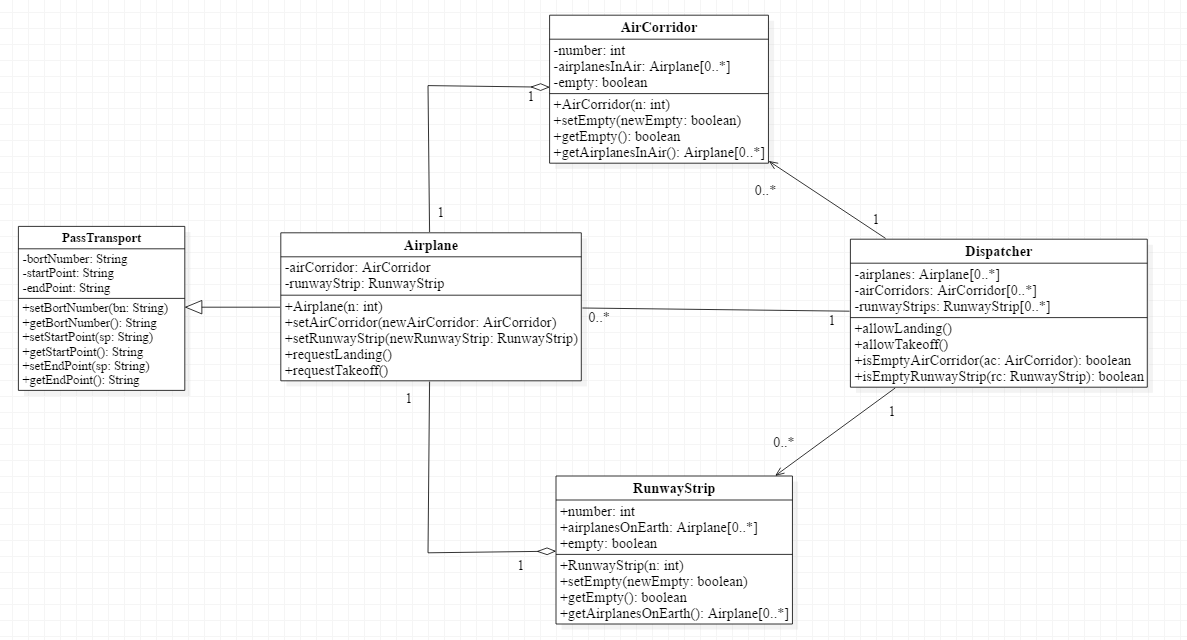 AirCorridor
-number: int
-airplanesInAir: Airplane[0..*]
-empty: boolean
+AirCorridor(n: int)
+setEmpty(newEmpty: boolean)
+getEmpty(): boolean
+getAirplanesInAir(): Airplane[0..*]
1
0..*
1
1
PassTransport
-bortNumber: String
-startPoint: String
-endPoint: String
+setBortNumber(bn: String)
+getBortNumber(): String
+setStartPoint(sp: String)
+getStartPoint(): String
+setEndPoint(sp: String)
+getEndPoint(): String
Airplane
-airCorridor: AirCorridor
-runwayStrip: RunwayStrip
+Airplane(n: int)
+setAirCorridor(newAirCorridor: AirCorridor)
+setRunwayStrip(newRunwayStrip: RunwayStrip)
+requestLanding()
+requestTakeoff()
0..*
1
Dispatcher
-airplanes: Airplane[0..*]
-airCorridors: AirCorridor[0..*]
-runwayStrips: RunwayStrip[0..*]
+allowLanding()
+allowTakeoff()
+isEmptyAirCorridor(ac: AirCorridor): boolean
+isEmptyRunwayStrip(rc: RunwayStrip): boolean
1
1
0..*
RunwayStrip
+number: int
+airplanesOnEarth: Airplane[0..*]
+empty: boolean
+RunwayStrip(n: int)
+setEmpty(newEmpty: boolean)
+getEmpty(): boolean
+getAirplanesOnEarth(): Airplane[0..*]
1